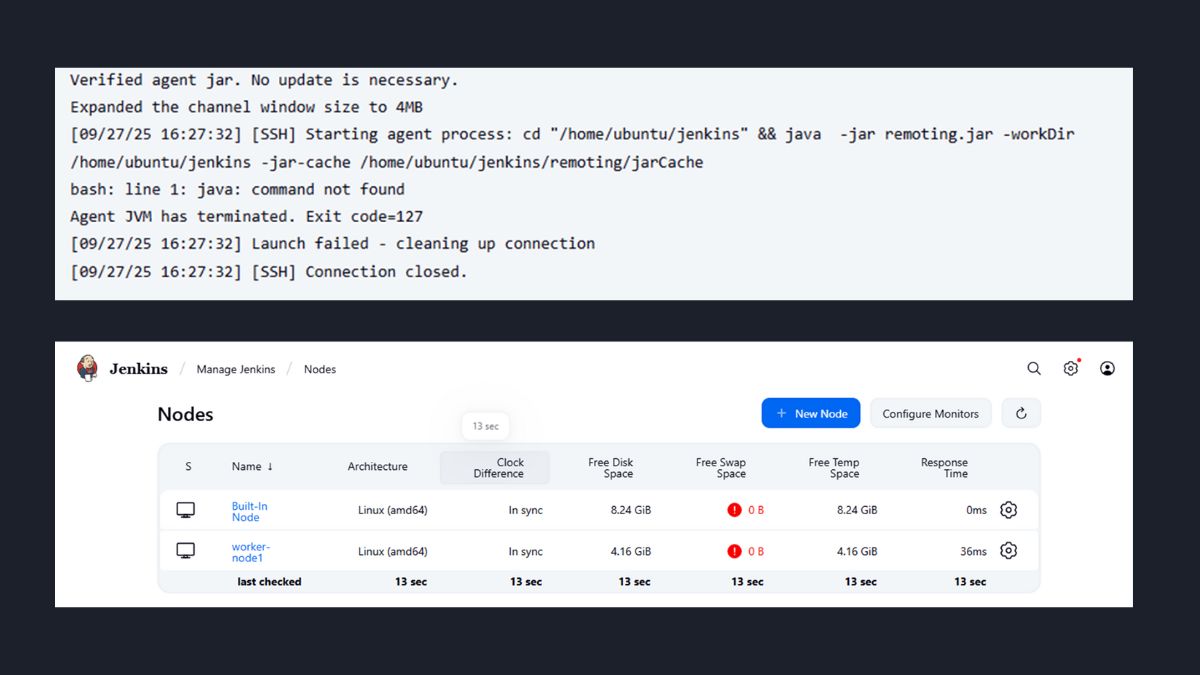 Verified agent jar. No update is necessary.
Expanded the channel window size to 4MB
[09/27/25 16:27:32] [SSH] Starting agent process: cd "/home/ubuntu/jenkins" && java  -jar remoting.jar -workDir
/home/ubuntu/jenkins -jar-cache /home/ubuntu/jenkins/remoting/jarCache
bash: line 1: java: command not found
Agent JVM has terminated. Exit code=127
[09/27/25 16:27:32] Launch failed - cleaning up connection
[09/27/25 16:27:32] [SSH] Connection closed.
Jenkins / Manage Jenkins / Nodes
Nodes
13 sec
+ New Node
Configure Monitors
S Name ↓ Architecture Clock Difference Free Disk Space Free Swap Space Free Temp Space Response Time
Built-In Node Linux (amd64) In sync 8.24 GiB ! 0 B 8.24 GiB 0ms
worker-node1 Linux (amd64) In sync 4.16 GiB ! 0 B 4.16 GiB 36ms
last checked 13 sec 13 sec 13 sec 13 sec 13 sec 13 sec